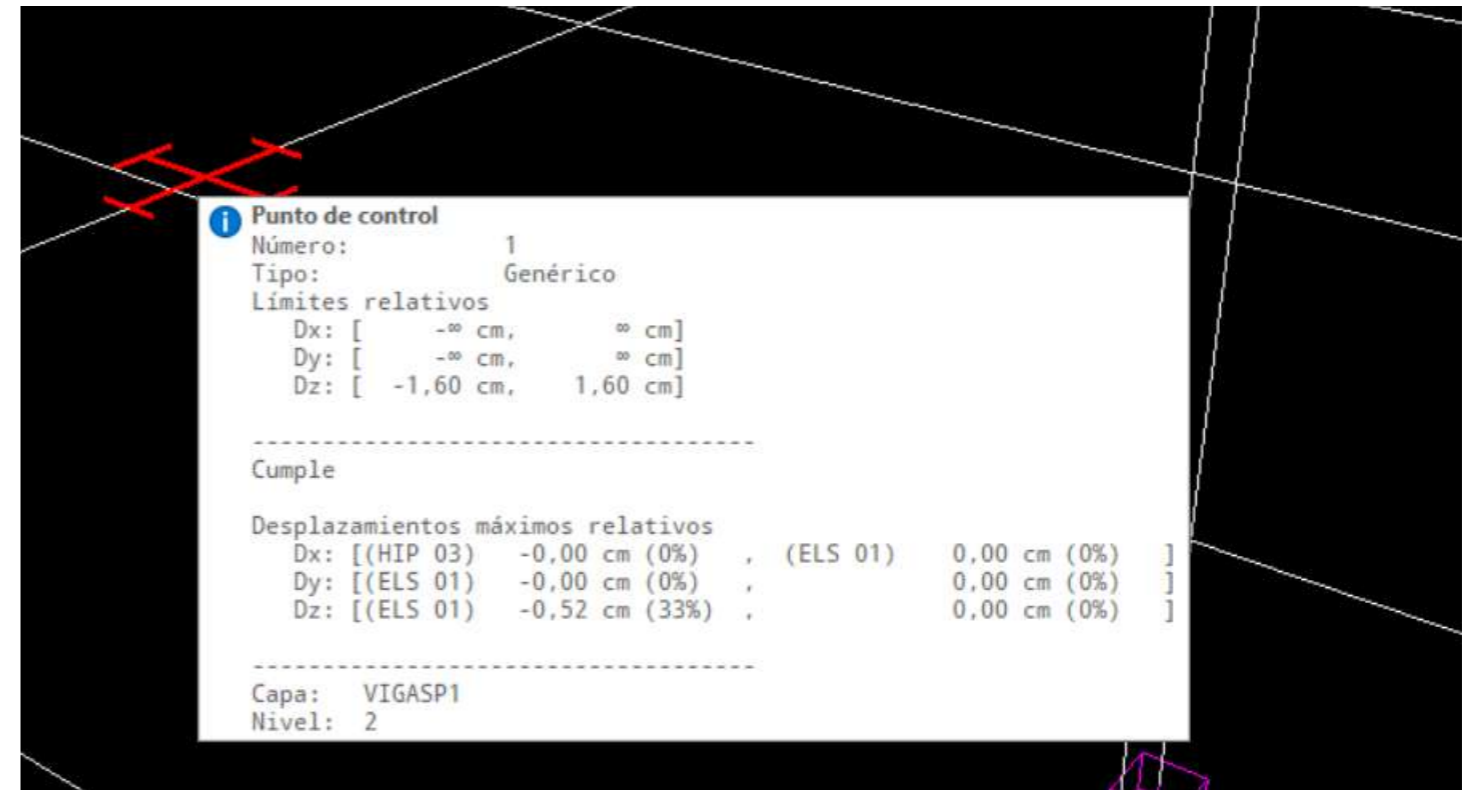 Punto de control
Número: 1
Tipo: Genérico
Límites relativos
Dx: [ -∞ cm, ∞ cm]
Dy: [ -∞ cm, ∞ cm]
Dz: [ -1,60 cm, 1,60 cm]
------------------------------------
Cumple
Desplazamientos máximos relativos
Dx: [(HIP 03) -0,00 cm (0%) , (ELS 01) 0,00 cm (0%) ]
Dy: [(ELS 01) -0,00 cm (0%) , 0,00 cm (0%) ]
Dz: [(ELS 01) -0,52 cm (33%) , 0,00 cm (0%) ]
------------------------------------
Capa: VIGASP1
Nivel: 2